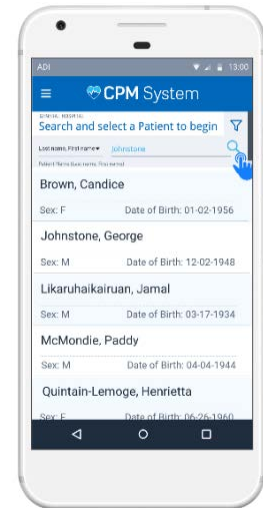 ADI 13:00
CPM System
GENERAL HOSPITAL
Search and select a Patient to begin
Last name, First name Johnstone
Brown, Candice
Sex: F Date of Birth: 01-02-1956
Johnstone, George
Sex: M Date of Birth: 12-02-1948
Likaruhaikairuan, Jamal
Sex: M Date of Birth: 03-17-1934
McMondie, Paddy
Sex: M Date of Birth: 04-04-1944
Quintain-Lemoge, Henrietta
Sex: F Date of Birth: 06-26-1960